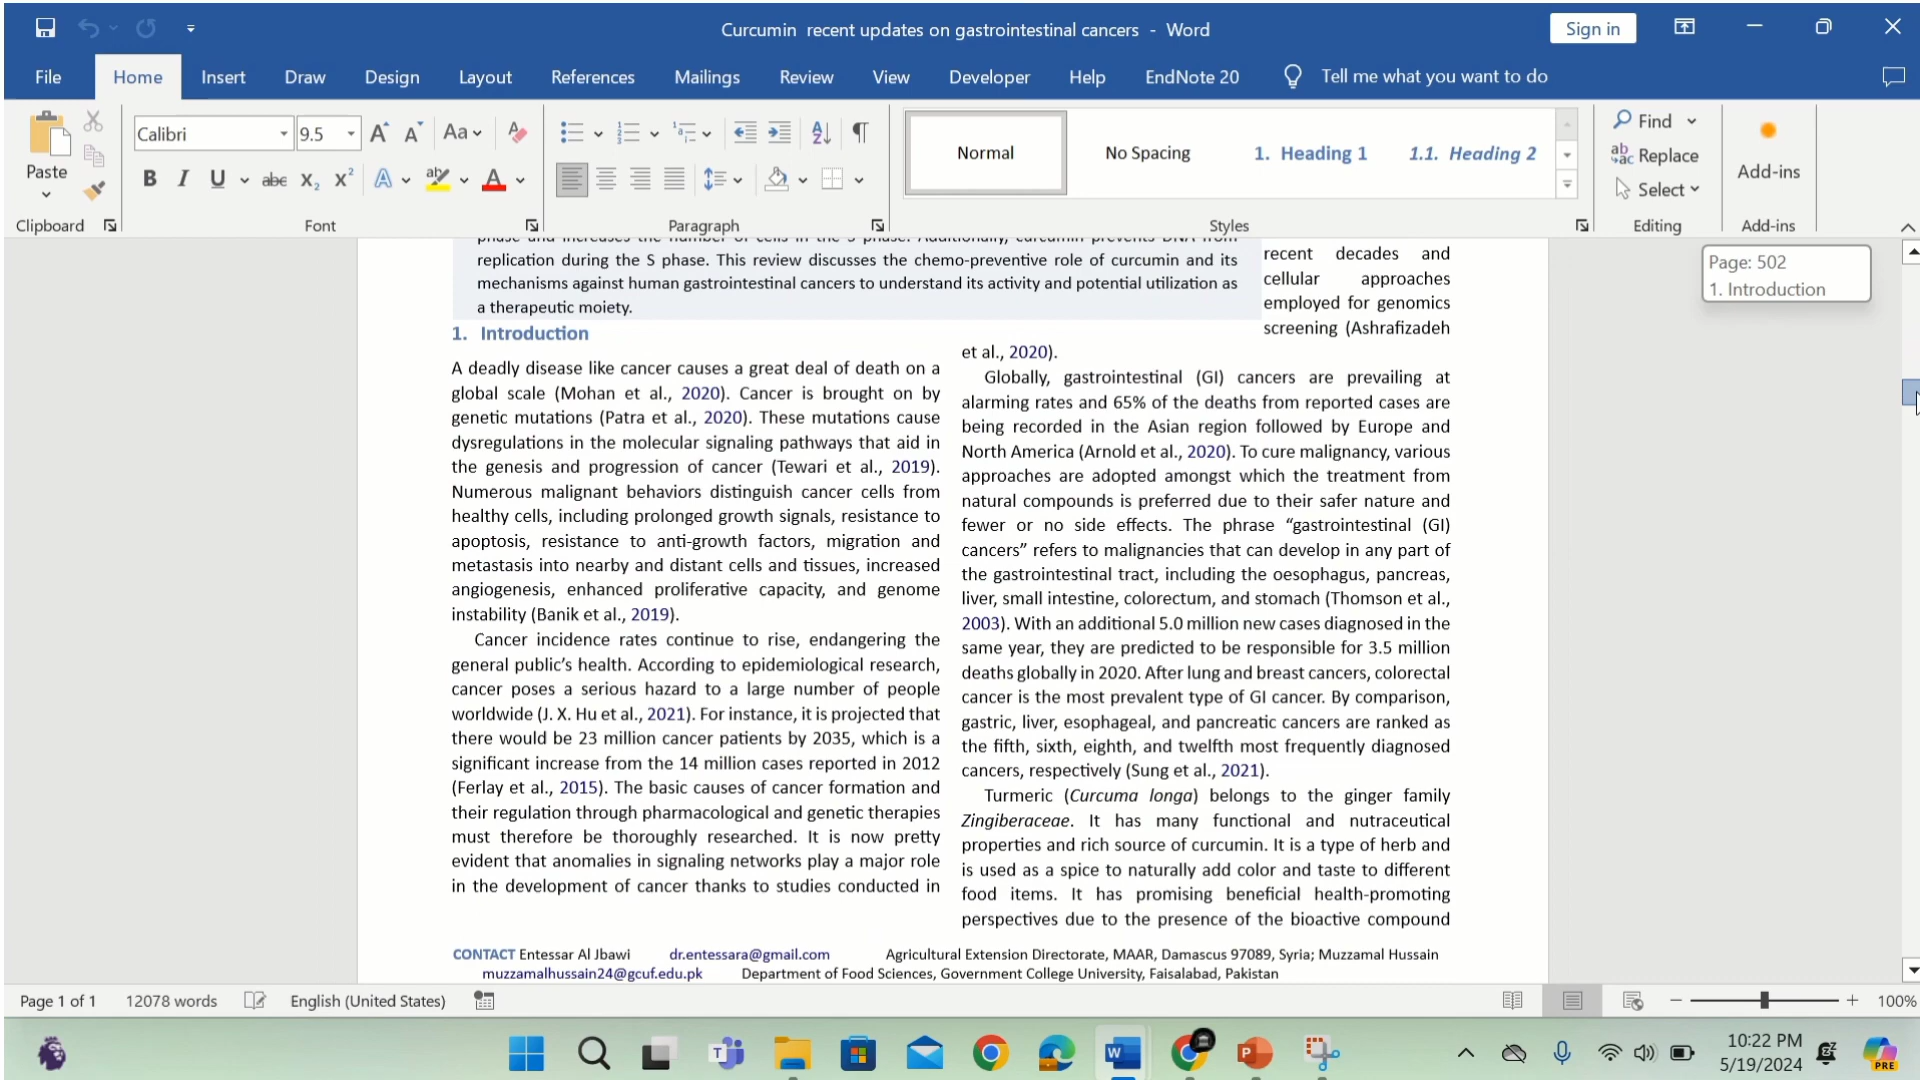 Curcumin recent updates on gastrointestinal cancers - Word
Sign in
File Home Insert Draw Design Layout References Mailings Review View Developer Help EndNote 20 Tell me what you want to do
Paste
Calibri 9.5
Aa
Normal
No Spacing
1. Heading 1
1.1. Heading 2
Find
Replace
Select
Add-ins
Clipboard Font Paragraph Styles Editing Add-ins
Page: 502
1. Introduction
phase and increases the number of cells in the S phase. Additionally, curcumin prevents DNA from
replication during the S phase. This review discusses the chemo-preventive role of curcumin and its
mechanisms against human gastrointestinal cancers to understand its activity and potential utilization as
a therapeutic moiety.
1. Introduction
A deadly disease like cancer causes a great deal of death on a
global scale (Mohan et al., 2020). Cancer is brought on by
genetic mutations (Patra et al., 2020). These mutations cause
dysregulations in the molecular signaling pathways that aid in
the genesis and progression of cancer (Tewari et al., 2019).
Numerous malignant behaviors distinguish cancer cells from
healthy cells, including prolonged growth signals, resistance to
apoptosis, resistance to anti-growth factors, migration and
metastasis into nearby and distant cells and tissues, increased
angiogenesis, enhanced proliferative capacity, and genome
instability (Banik et al., 2019).
Cancer incidence rates continue to rise, endangering the
general public’s health. According to epidemiological research,
cancer poses a serious hazard to a large number of people
worldwide (J. X. Hu et al., 2021). For instance, it is projected that
there would be 23 million cancer patients by 2035, which is a
significant increase from the 14 million cases reported in 2012
(Ferlay et al., 2015). The basic causes of cancer formation and
their regulation through pharmacological and genetic therapies
must therefore be thoroughly researched. It is now pretty
evident that anomalies in signaling networks play a major role
in the development of cancer thanks to studies conducted in
recent decades and
cellular approaches
employed for genomics
screening (Ashrafizadeh
et al., 2020).
Globally, gastrointestinal (GI) cancers are prevailing at
alarming rates and 65% of the deaths from reported cases are
being recorded in the Asian region followed by Europe and
North America (Arnold et al., 2020). To cure malignancy, various
approaches are adopted amongst which the treatment from
natural compounds is preferred due to their safer nature and
fewer or no side effects. The phrase “gastrointestinal (GI)
cancers” refers to malignancies that can develop in any part of
the gastrointestinal tract, including the oesophagus, pancreas,
liver, small intestine, colorectum, and stomach (Thomson et al.,
2003). With an additional 5.0 million new cases diagnosed in the
same year, they are predicted to be responsible for 3.5 million
deaths globally in 2020. After lung and breast cancers, colorectal
cancer is the most prevalent type of GI cancer. By comparison,
gastric, liver, esophageal, and pancreatic cancers are ranked as
the fifth, sixth, eighth, and twelfth most frequently diagnosed
cancers, respectively (Sung et al., 2021).
Turmeric (Curcuma longa) belongs to the ginger family
Zingiberaceae. It has many functional and nutraceutical
properties and rich source of curcumin. It is a type of herb and
is used as a spice to naturally add color and taste to different
food items. It has promising beneficial health-promoting
perspectives due to the presence of the bioactive compound
CONTACT Entessar Al Jbawi dr.entessara@gmail.com Agricultural Extension Directorate, MAAR, Damascus 97089, Syria; Muzzamal Hussain
muzzamalhussain24@gcuf.edu.pk Department of Food Sciences, Government College University, Faisalabad, Pakistan
Page 1 of 1 12078 words English (United States) 100%
10:22 PM
5/19/2024
PRE